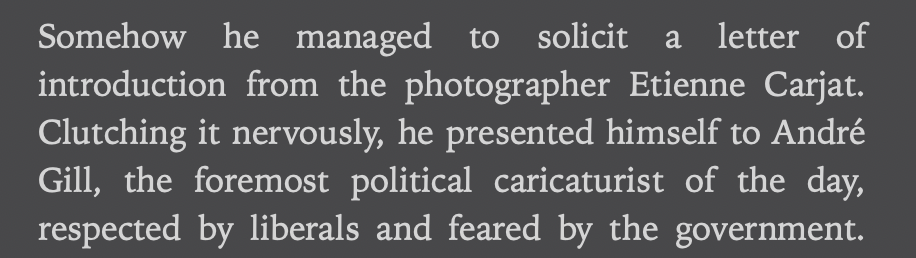 Somehow he managed to solicit a letter of
introduction from the photographer Etienne Carjat.
Clutching it nervously, he presented himself to André
Gill, the foremost political caricaturist of the day,
respected by liberals and feared by the government.